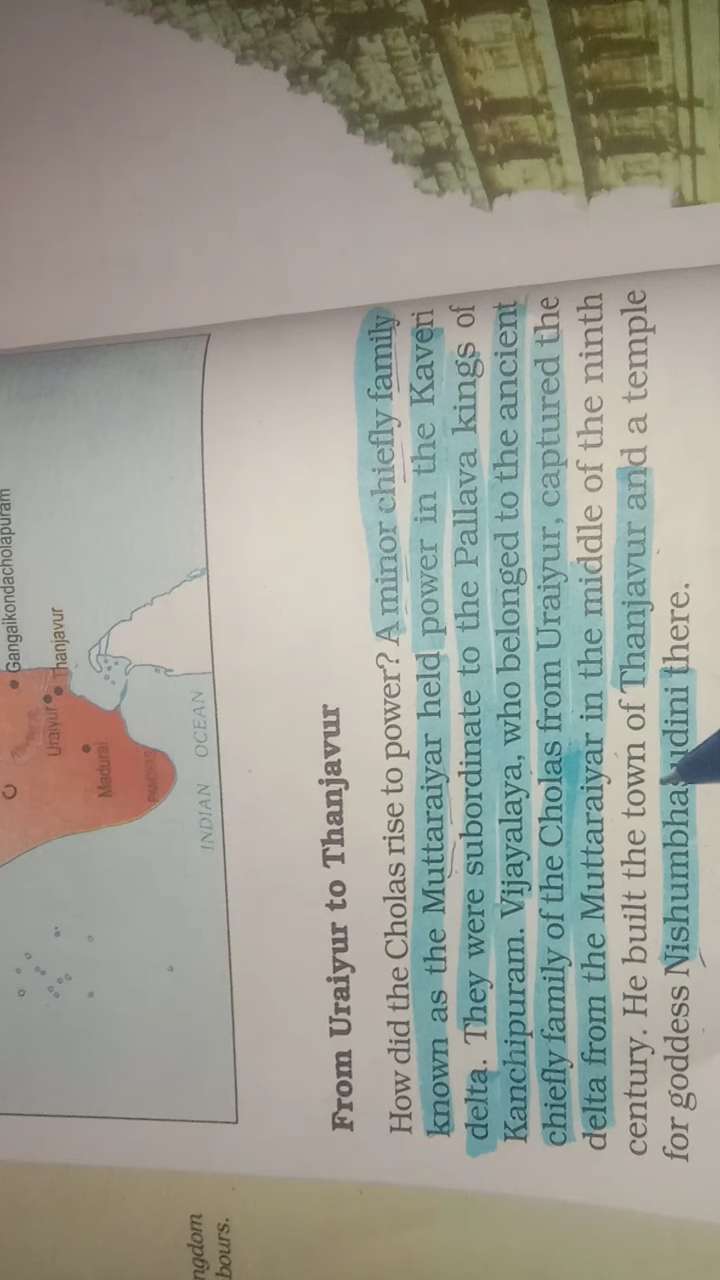 Gangaikondacholapuram
Thanjavur
Uraiyur
Madurai
PANDYAS
INDIAN OCEAN
ngdom
bours.
From Uraiyur to Thanjavur
How did the Cholas rise to power? A minor chiefly family
known as the Muttaraiyar held power in the Kaveri
delta. They were subordinate to the Pallava kings of
Kanchipuram. Vijayalaya, who belonged to the ancient
chiefly family of the Cholas from Uraiyur, captured the
delta from the Muttaraiyar in the middle of the ninth
century. He built the town of Thanjavur and a temple
for goddess Nishumbhasudini there.